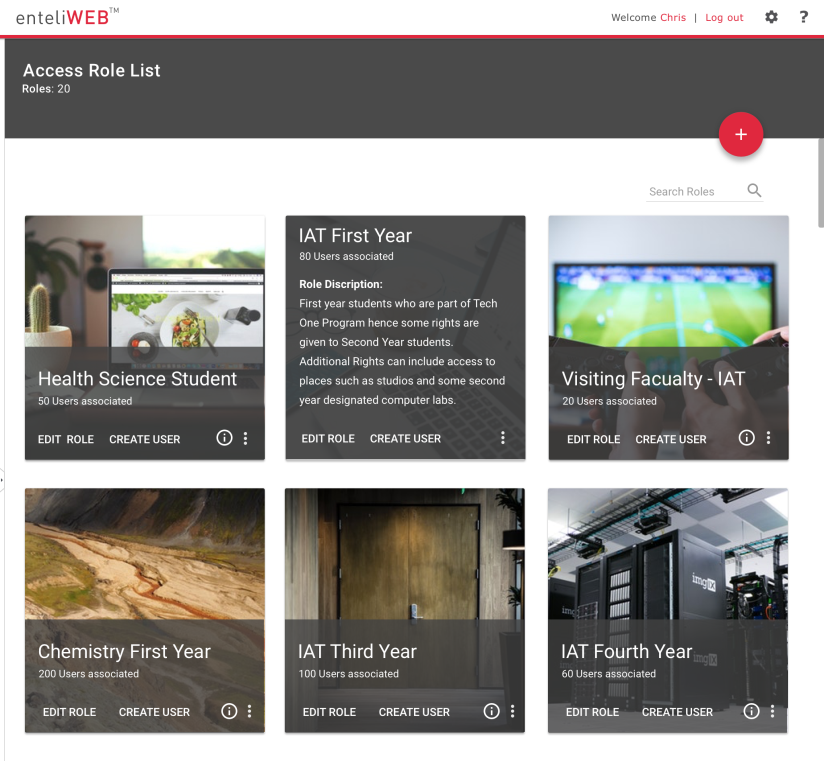 enteliWEB™
Welcome Chris | Log out
?
Access Role List
Roles: 20
+
Search Roles
Health Science Student
50 Users associated
EDIT ROLE CREATE USER
IAT First Year
80 Users associated
Role Discription:
First year students who are part of Tech
One Program hence some rights are
given to Second Year students.
Additional Rights can include access to
places such as studios and some second
year designated computer labs.
EDIT ROLE CREATE USER
Visiting Facualty - IAT
20 Users associated
EDIT ROLE CREATE USER
Chemistry First Year
200 Users associated
EDIT ROLE CREATE USER
IAT Third Year
100 Users associated
EDIT ROLE CREATE USER
imgix
imgix
IAT Fourth Year
60 Users associated
EDIT ROLE CREATE USER